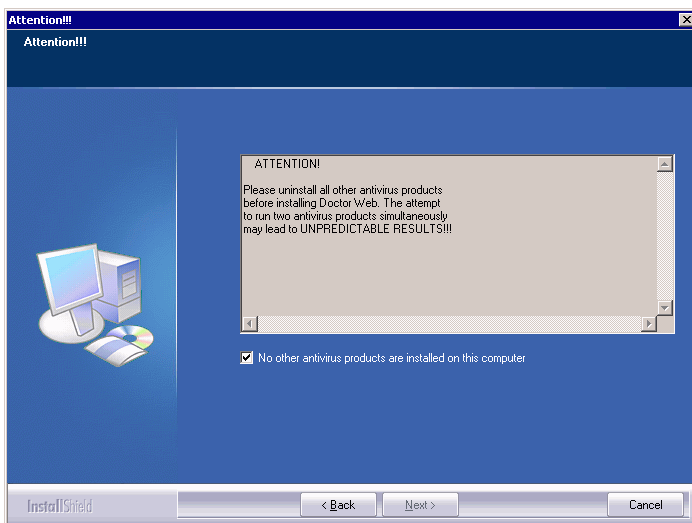 Attention!!!
Attention!!!
ATTENTION!
Please uninstall all other antivirus products
before installing Doctor Web. The attempt
to run two antivirus products simultaneously
may lead to UNPREDICTABLE RESULTS!!!
No other antivirus products are installed on this computer
InstallShield
< Back
Next >
Cancel